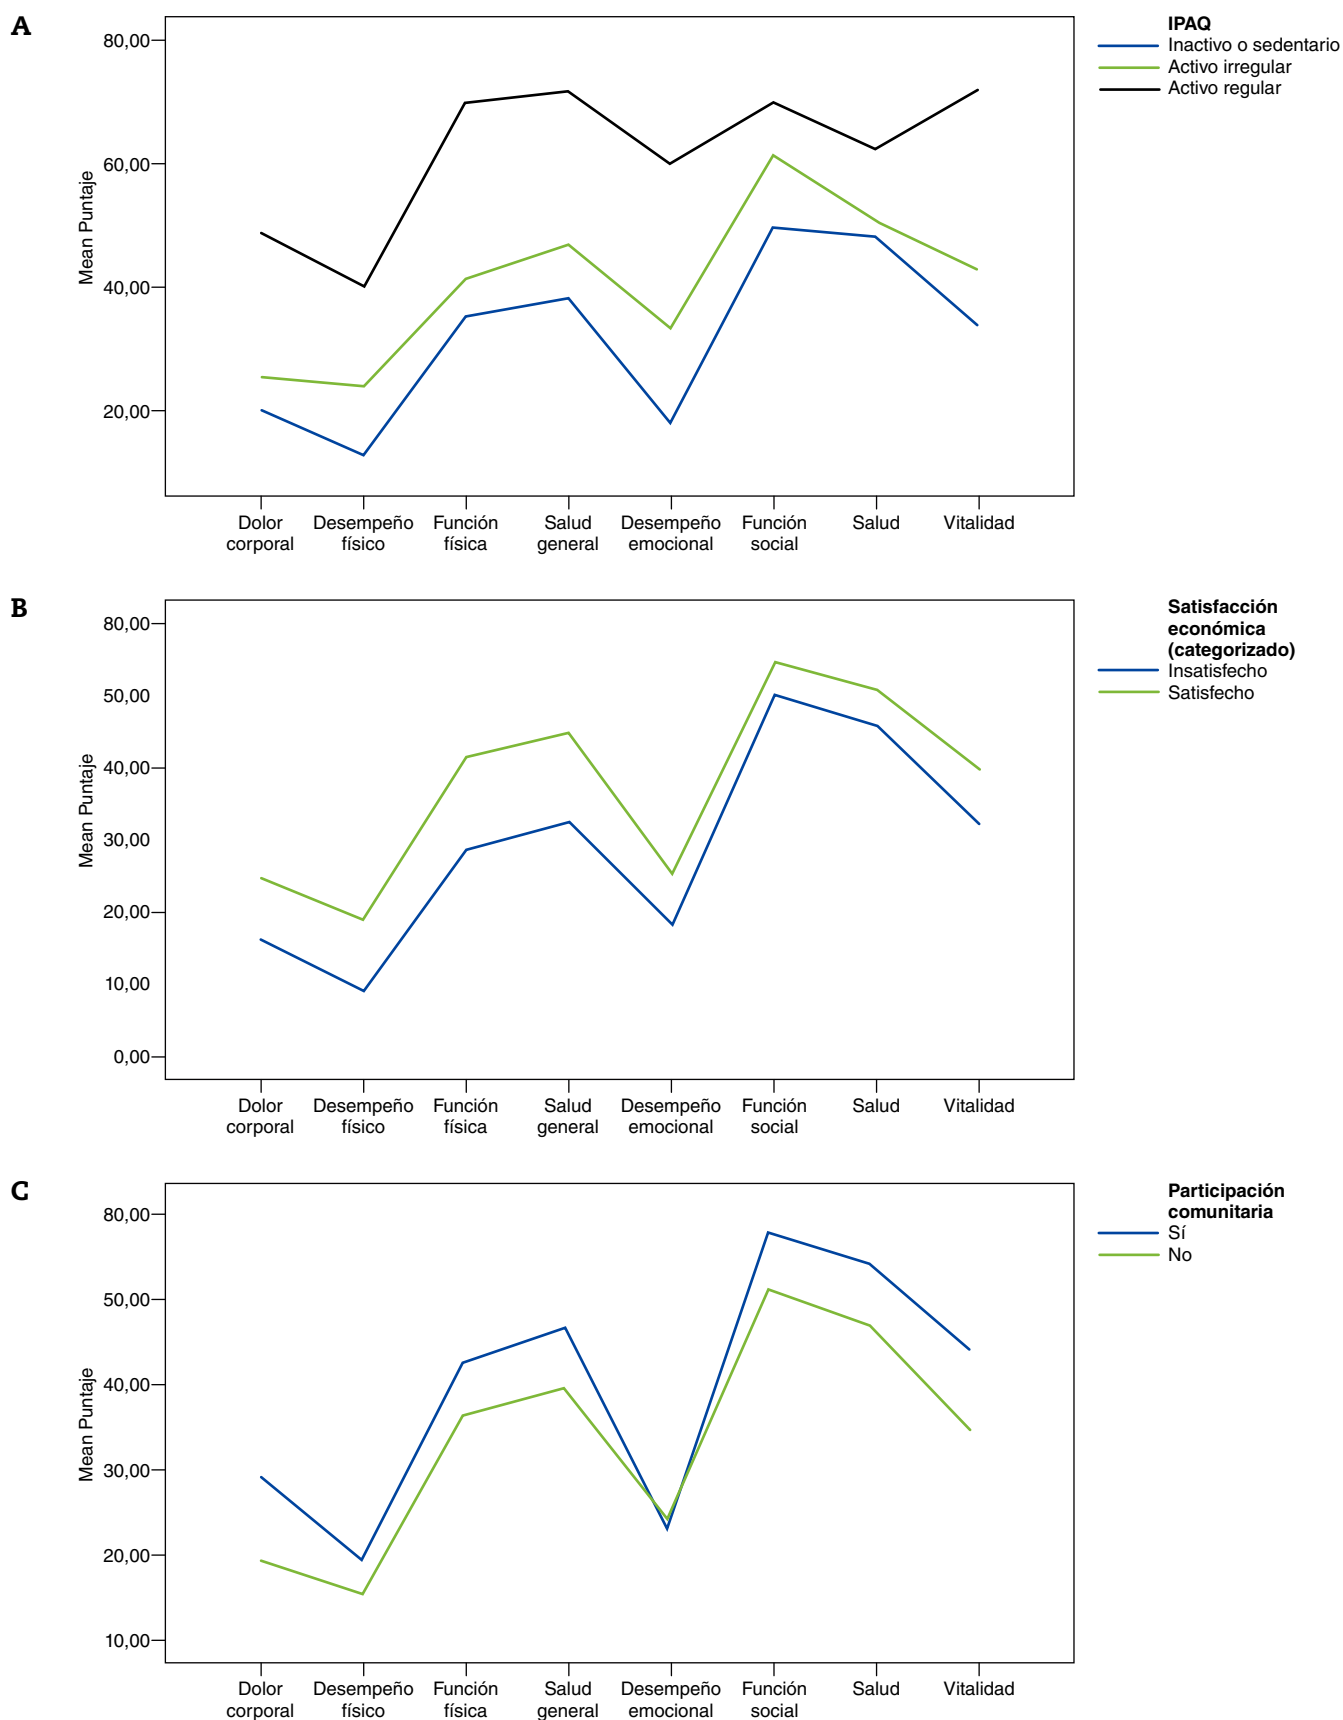 A
IPAQ
Inactivo o sedentario
Activo irregular
Activo regular
Mean Puntaje
80,00
60,00
40,00
20,00
Dolor corporal
Desempeño físico
Función física
Salud general
Desempeño emocional
Función social
Salud
Vitalidad
B
Satisfacción
económica
(categorizado)
Insatisfecho
Satisfecho
Mean Puntaje
80,00
50,00
40,00
30,00
20,00
10,00
0,00
Dolor corporal
Desempeño físico
Función física
Salud general
Desempeño emocional
Función social
Salud
Vitalidad
C
Participación
comunitaria
Sí
No
Mean Puntaje
80,00
50,00
40,00
30,00
20,00
10,00
Dolor corporal
Desempeño físico
Función física
Salud general
Desempeño emocional
Función social
Salud
Vitalidad